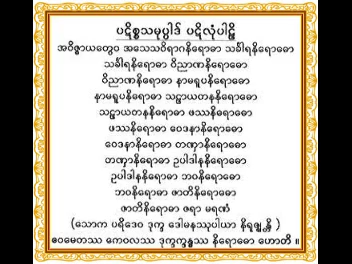 ပဋိစ္စသမုပ္ပါဒ် ပဋိလုံပါဠိ
အဝိဇ္ဇာယတွေဝ အသေသဝိရာဂနိရောဓာ သင်္ခါရနိရောဓော
သင်္ခါရနိရောဓာ ဝိညာဏနိရောဓော
ဝိညာဏနိရောဓာ နာမရူပနိရောဓော
နာမရူပနိရောဓာ သဠာယတနနိရောဓော
သဠာယတနနိရောဓာ ဖဿနိရောဓော
ဖဿနိရောဓာ ဝေဒနာနိရောဓော
ဝေဒနာနိရောဓာ တဏှာနိရောဓော
တဏှာနိရောဓာ ဥပါဒါနနိရောဓော
ဥပါဒါနနိရောဓာ ဘဝနိရောဓော
ဘဝနိရောဓာ ဇာတိနိရောဓော
ဇာတိနိရောဓာ ဇရာ မရဏံ
(သောက ပရိဒေဝ ဒုက္ခ ဒေါမနဿုပါယာ နိရုဇ္ဈန္တိ )
ဧဝမေတဿ ကေဝလဿ ဒုက္ခက္ခန္ဓဿ နိရောဓော ဟောတိ ။